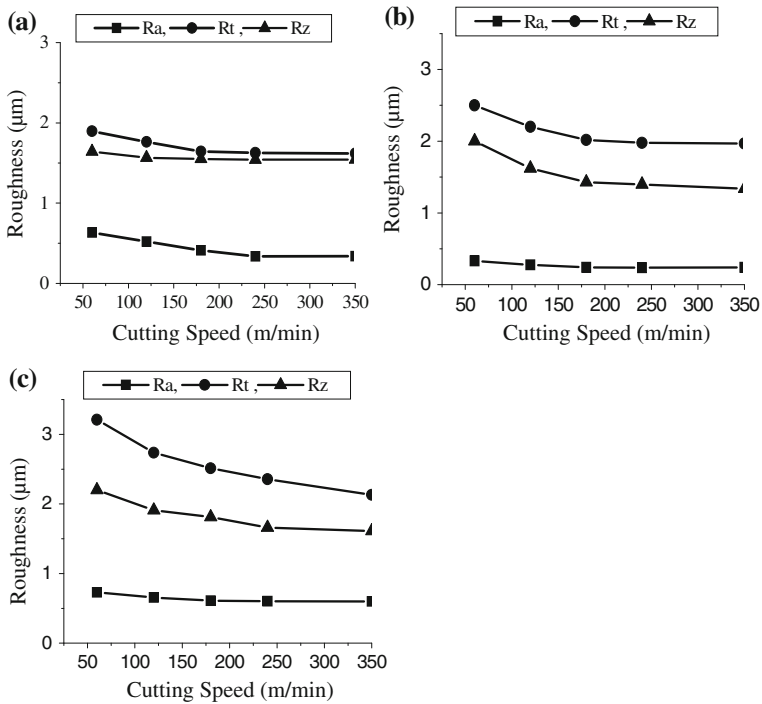 (a)
Ra, Rt , Rz
3
2
1
0
Roughness (μm)
50 100 150 200 250 300 350
Cutting Speed (m/min)
(b)
Ra, Rt , Rz
3
2
1
0
Roughness (μm)
50 100 150 200 250 300 350
Cutting Speed (m/min)
(c)
Ra, Rt , Rz
3
2
1
0
Roughness (μm)
50 100 150 200 250 300 350
Cutting Speed (m/min)